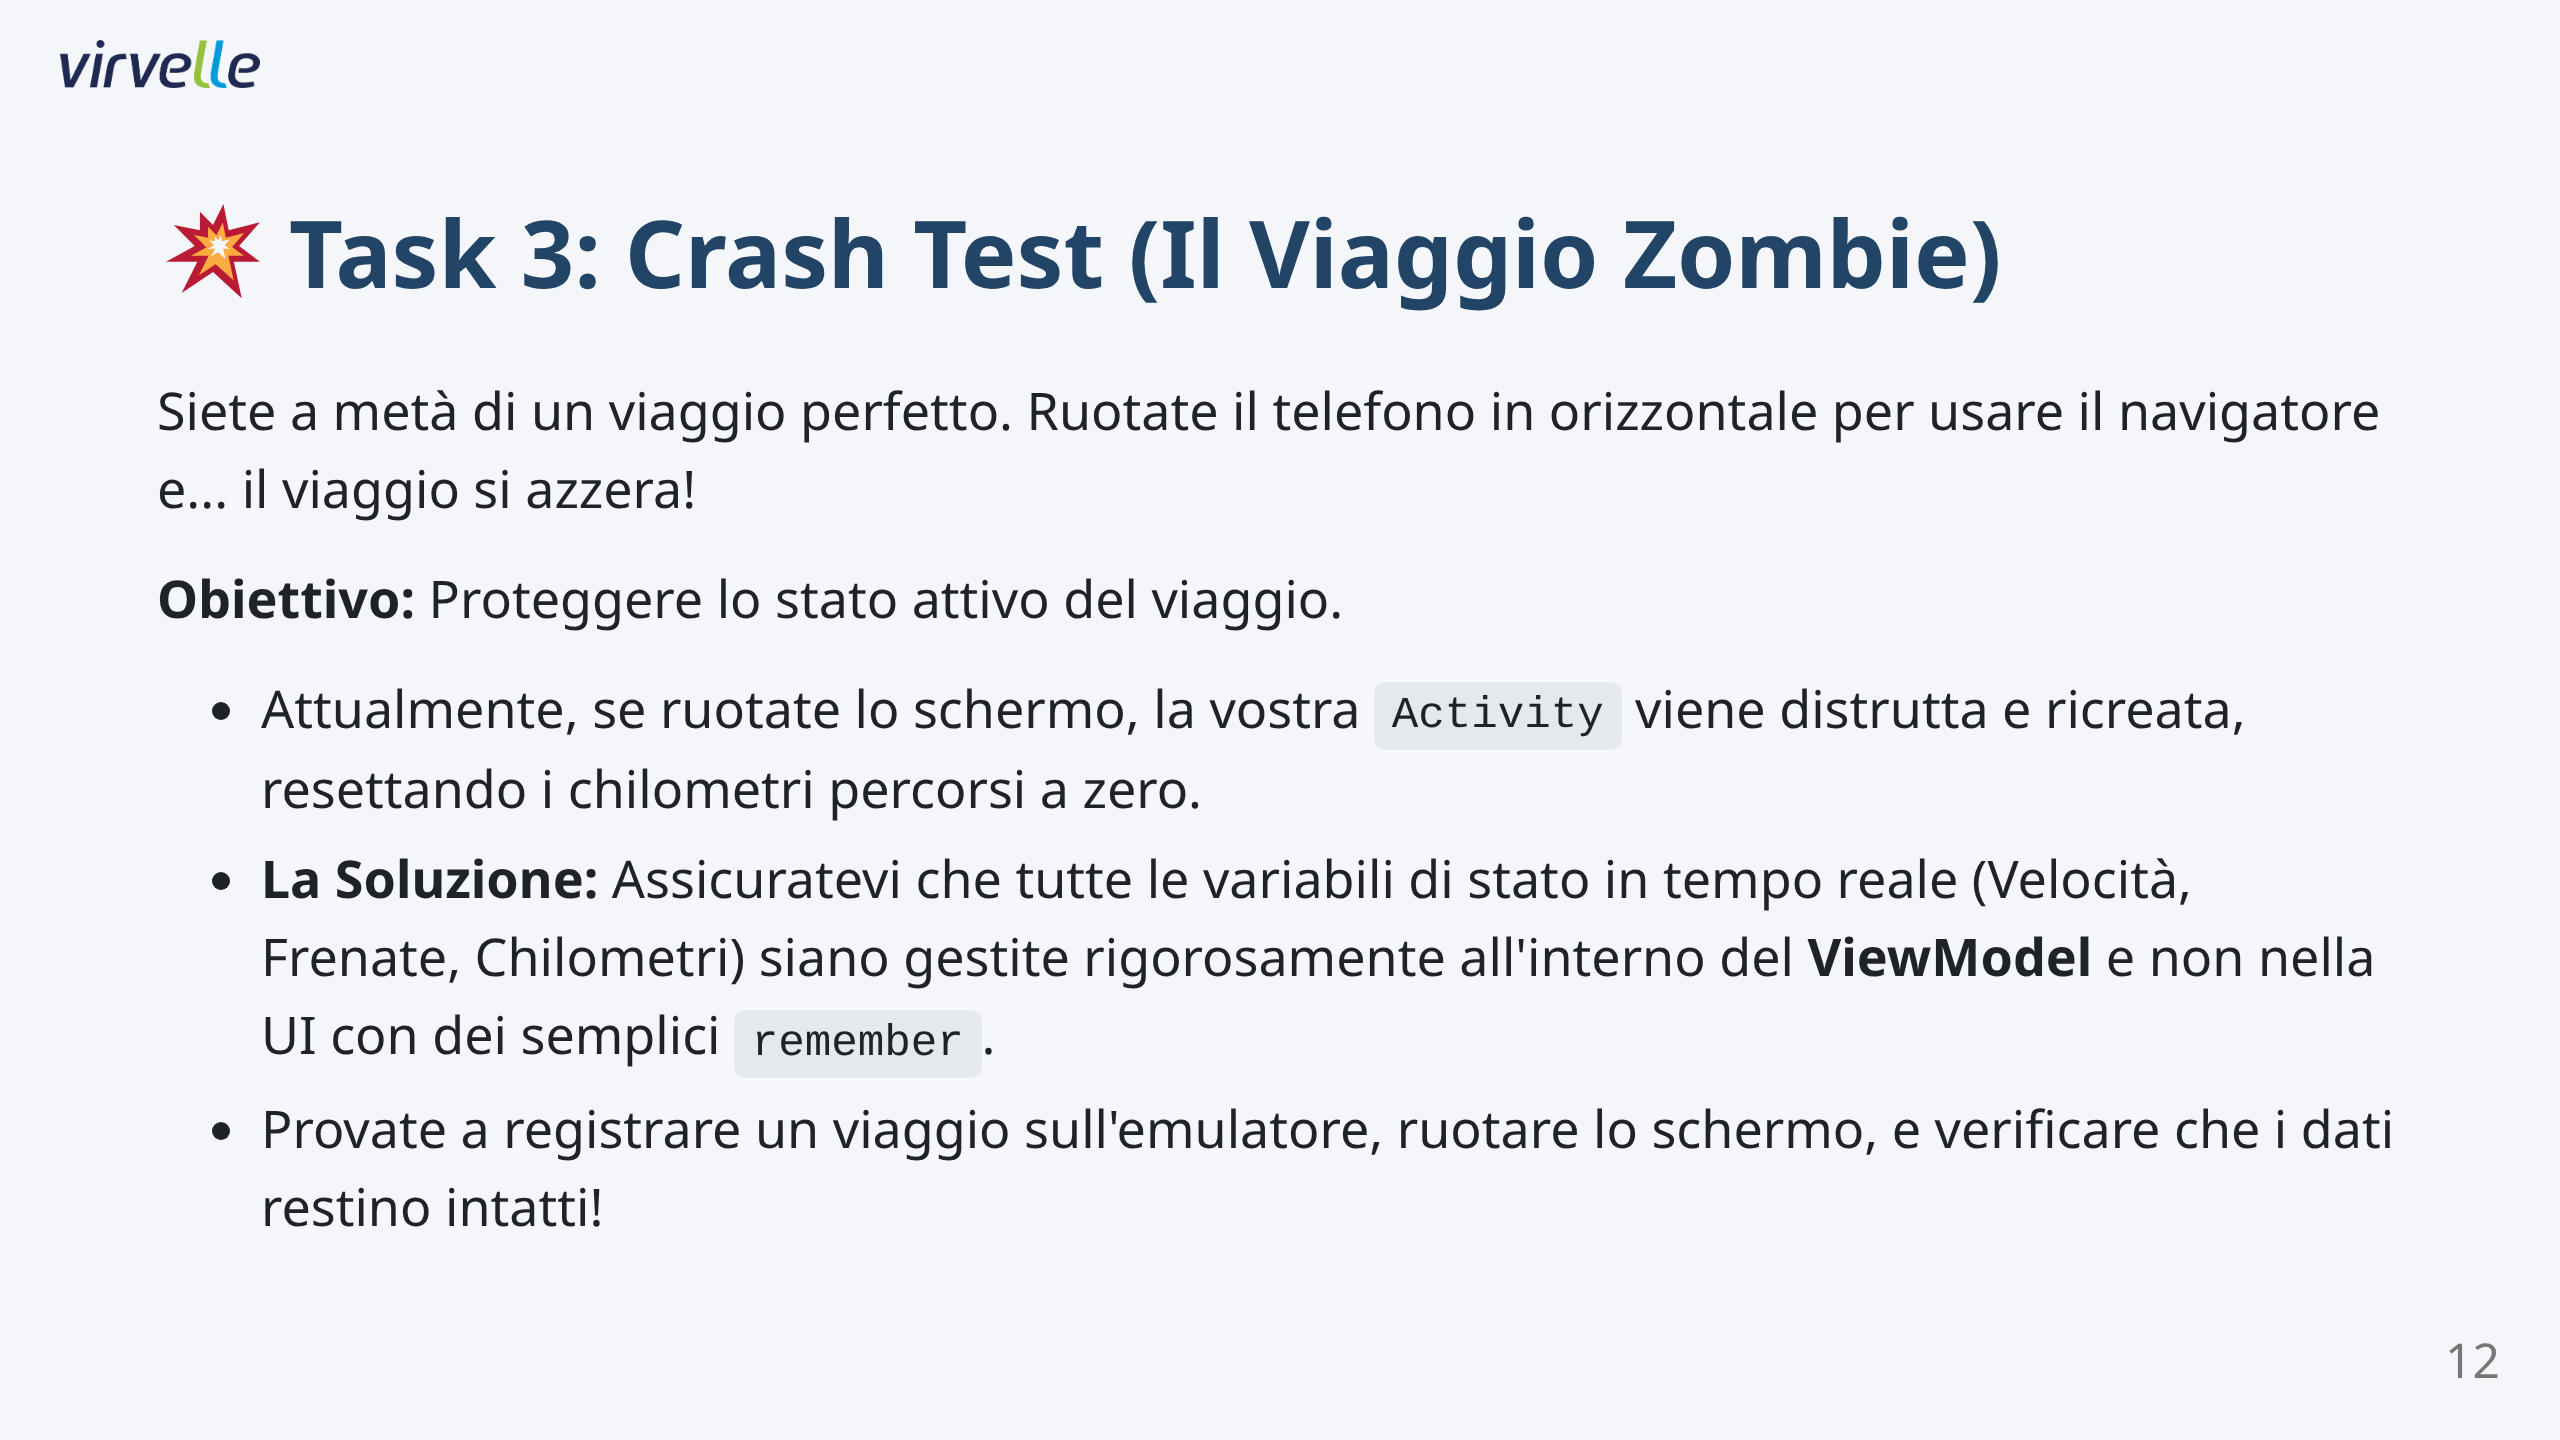 virvelle
💥 Task 3: Crash Test (Il Viaggio Zombie)
Siete a metà di un viaggio perfetto. Ruotate il telefono in orizzontale per usare il navigatore
e... il viaggio si azzera!
Obiettivo: Proteggere lo stato attivo del viaggio.
• Attualmente, se ruotate lo schermo, la vostra Activity viene distrutta e ricreata,
resettando i chilometri percorsi a zero.
• La Soluzione: Assicuratevi che tutte le variabili di stato in tempo reale (Velocità,
Frenate, Chilometri) siano gestite rigorosamente all'interno del ViewModel e non nella
UI con dei semplici remember.
• Provate a registrare un viaggio sull'emulatore, ruotare lo schermo, e verificare che i dati
restino intatti!
12